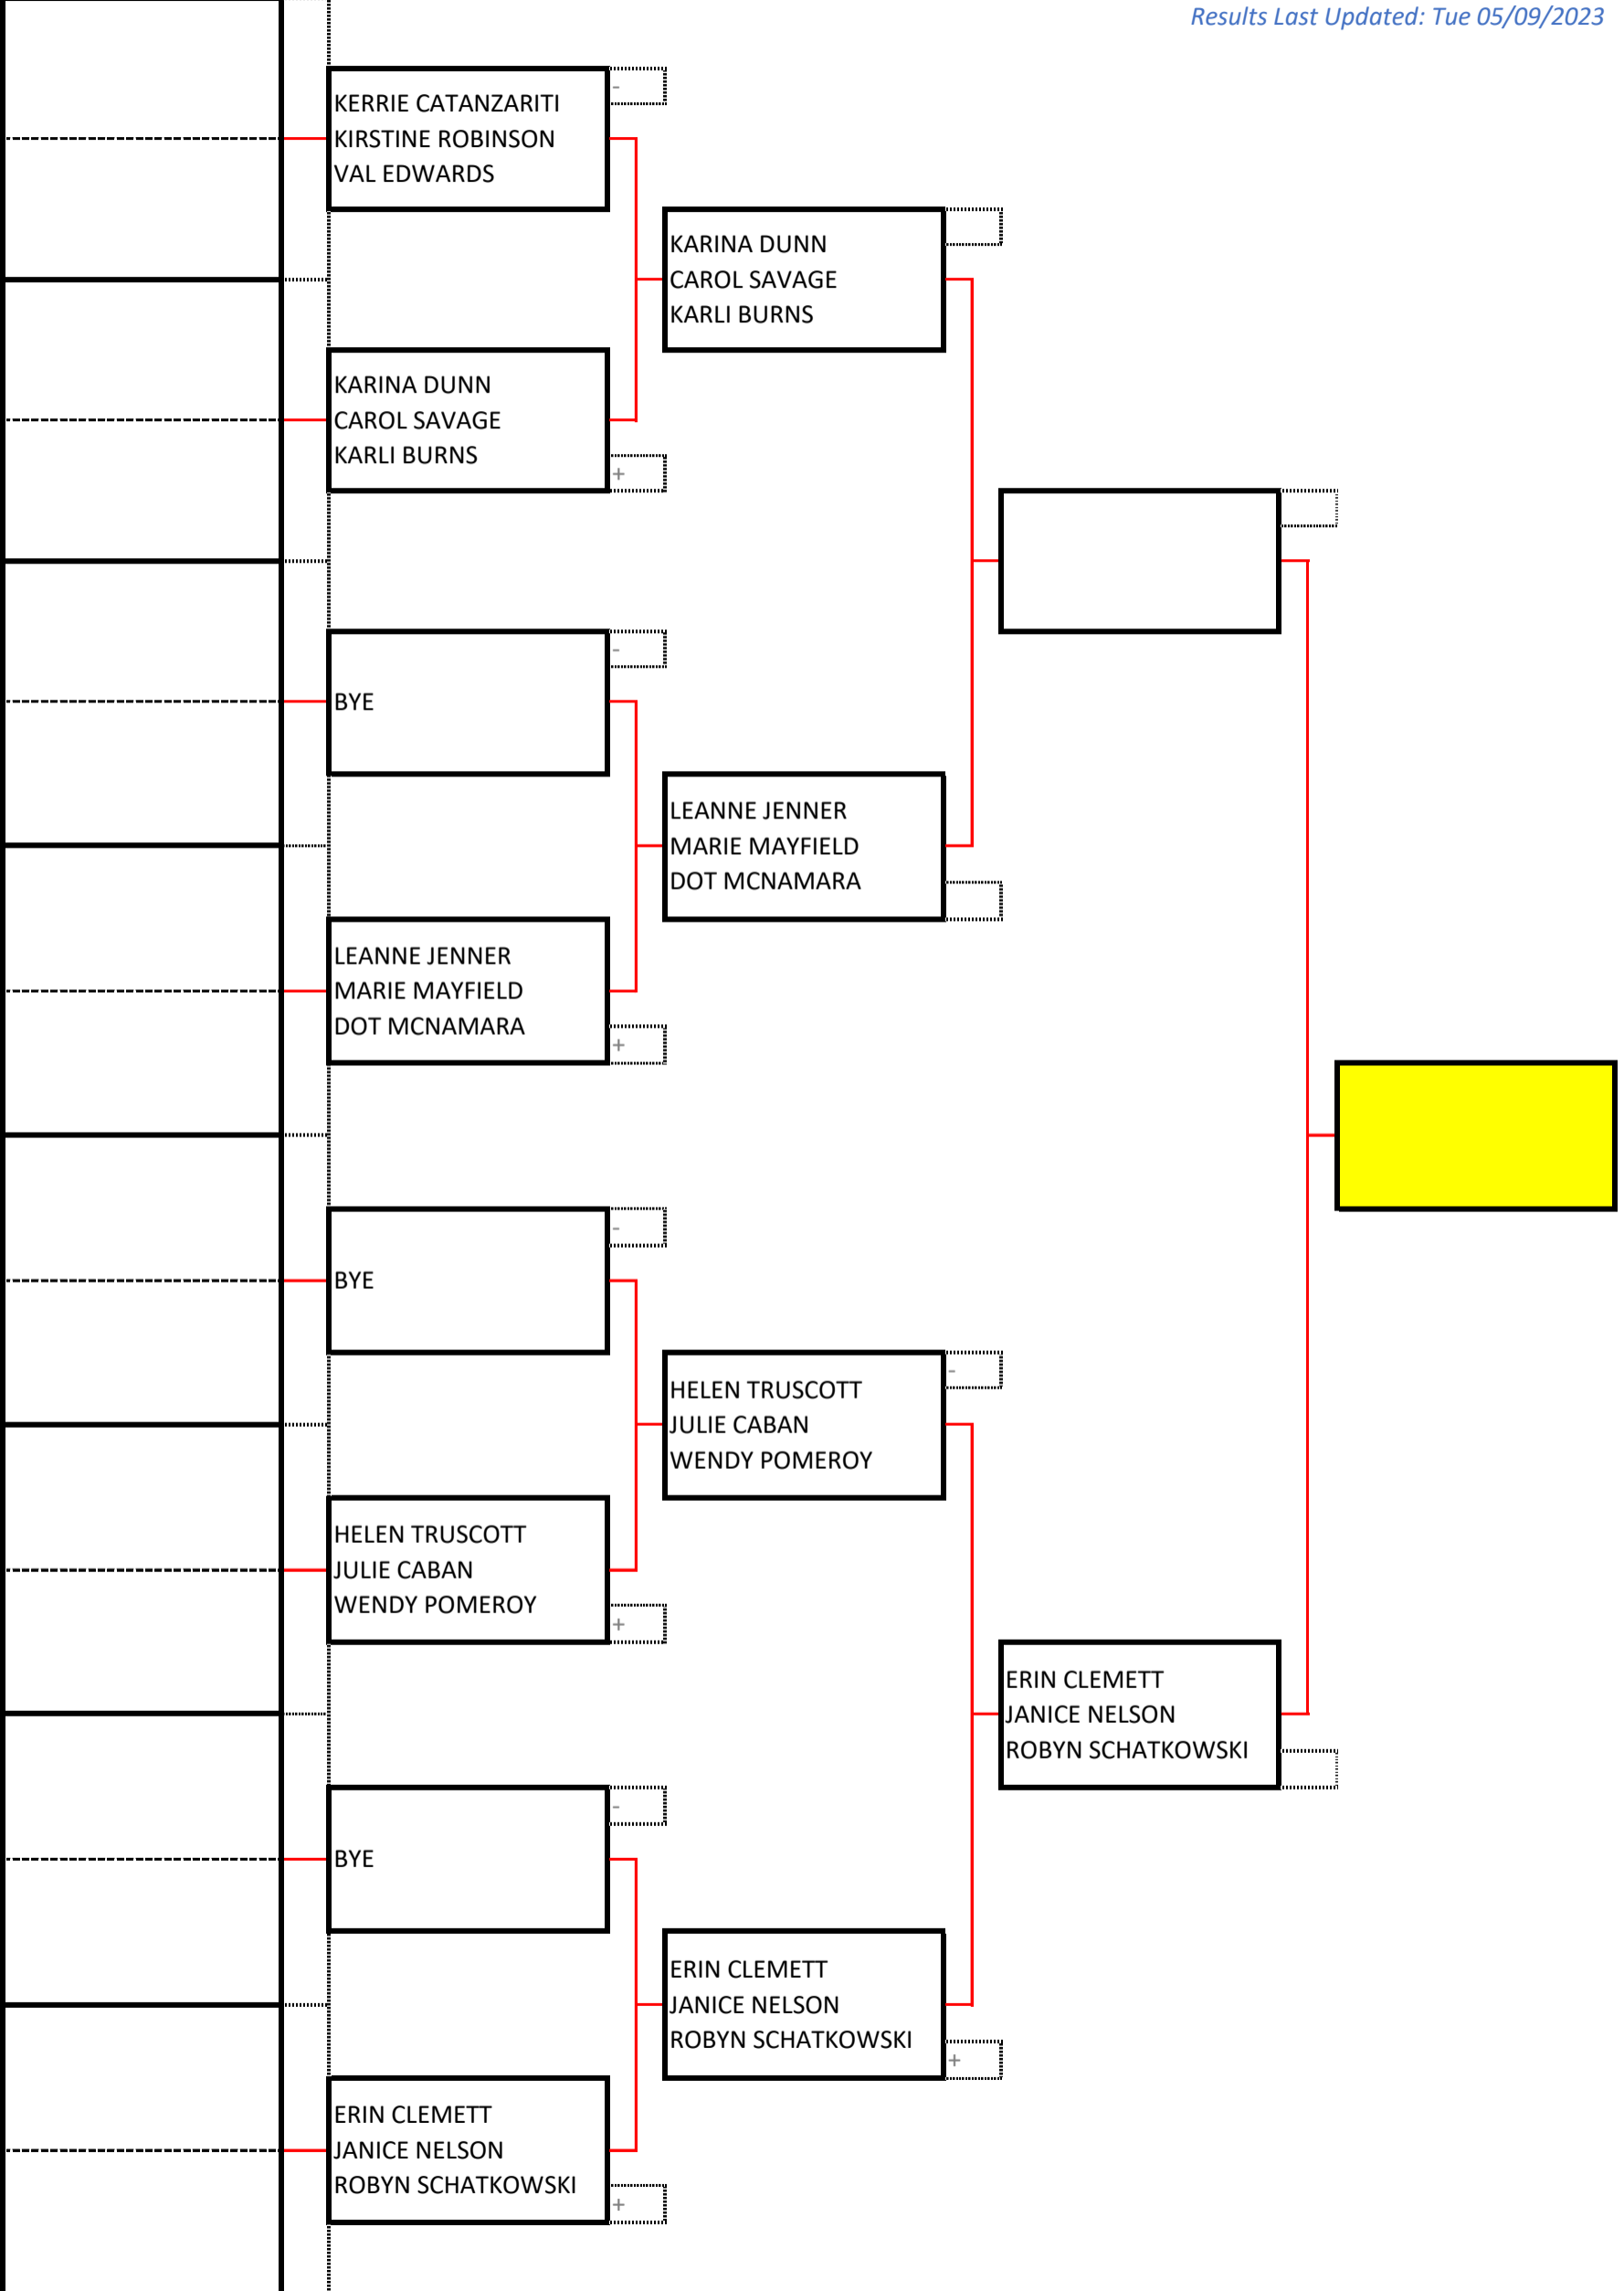 Results Last Updated: Tue 05/09/2023
KERRIE CATANZARITI
KIRSTINE ROBINSON
VAL EDWARDS
-
KARINA DUNN
CAROL SAVAGE
KARLI BURNS
KARINA DUNN
CAROL SAVAGE
KARLI BURNS
+
BYE
-
LEANNE JENNER
MARIE MAYFIELD
DOT MCNAMARA
LEANNE JENNER
MARIE MAYFIELD
DOT MCNAMARA
+
BYE
-
HELEN TRUSCOTT
JULIE CABAN
WENDY POMEROY
-
HELEN TRUSCOTT
JULIE CABAN
WENDY POMEROY
+
ERIN CLEMETT
JANICE NELSON
ROBYN SCHATKOWSKI
BYE
-
ERIN CLEMETT
JANICE NELSON
ROBYN SCHATKOWSKI
+
ERIN CLEMETT
JANICE NELSON
ROBYN SCHATKOWSKI
+